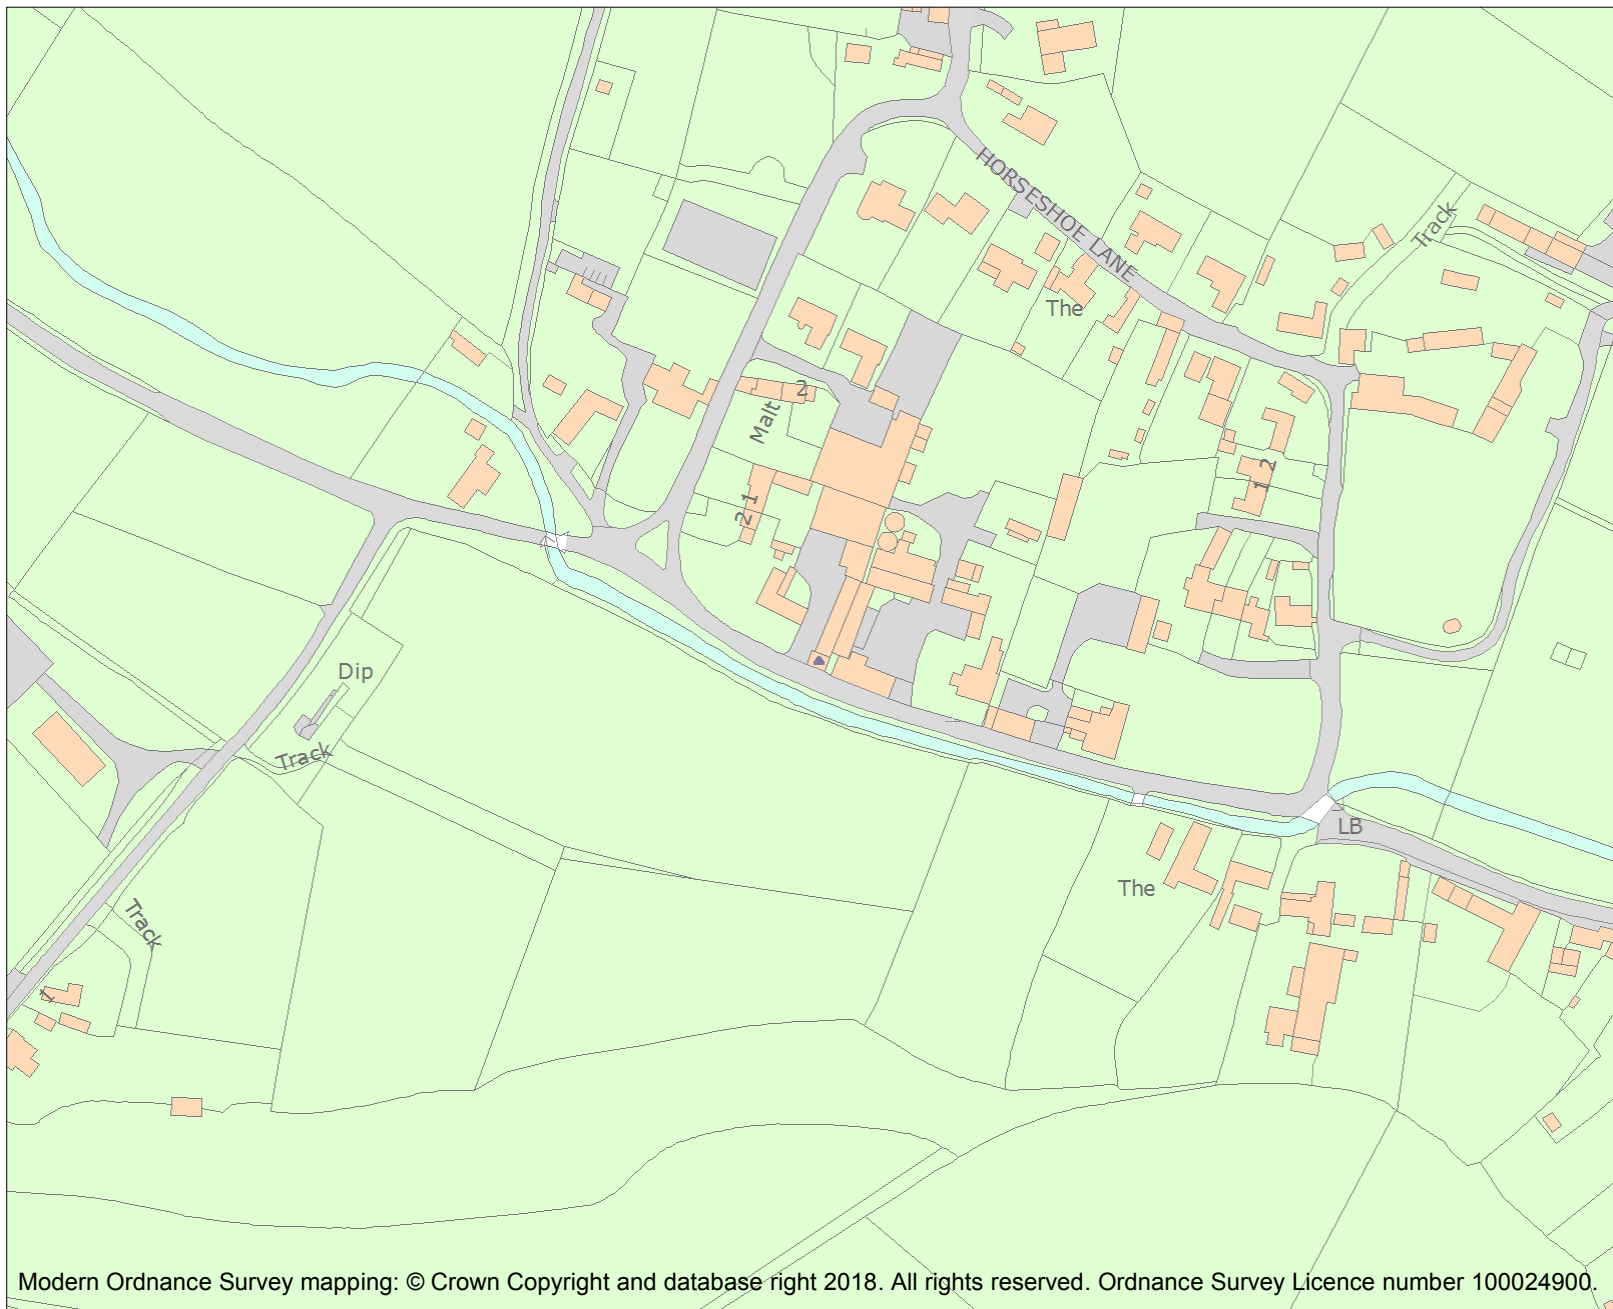 HORSESHOE LANE
Track
The
2
Malt
2
1
2 1
Dip
Track
LB
The
Track
1
Modern Ordnance Survey mapping: © Crown Copyright and database right 2018. All rights reserved. Ordnance Survey Licence number 100024900.